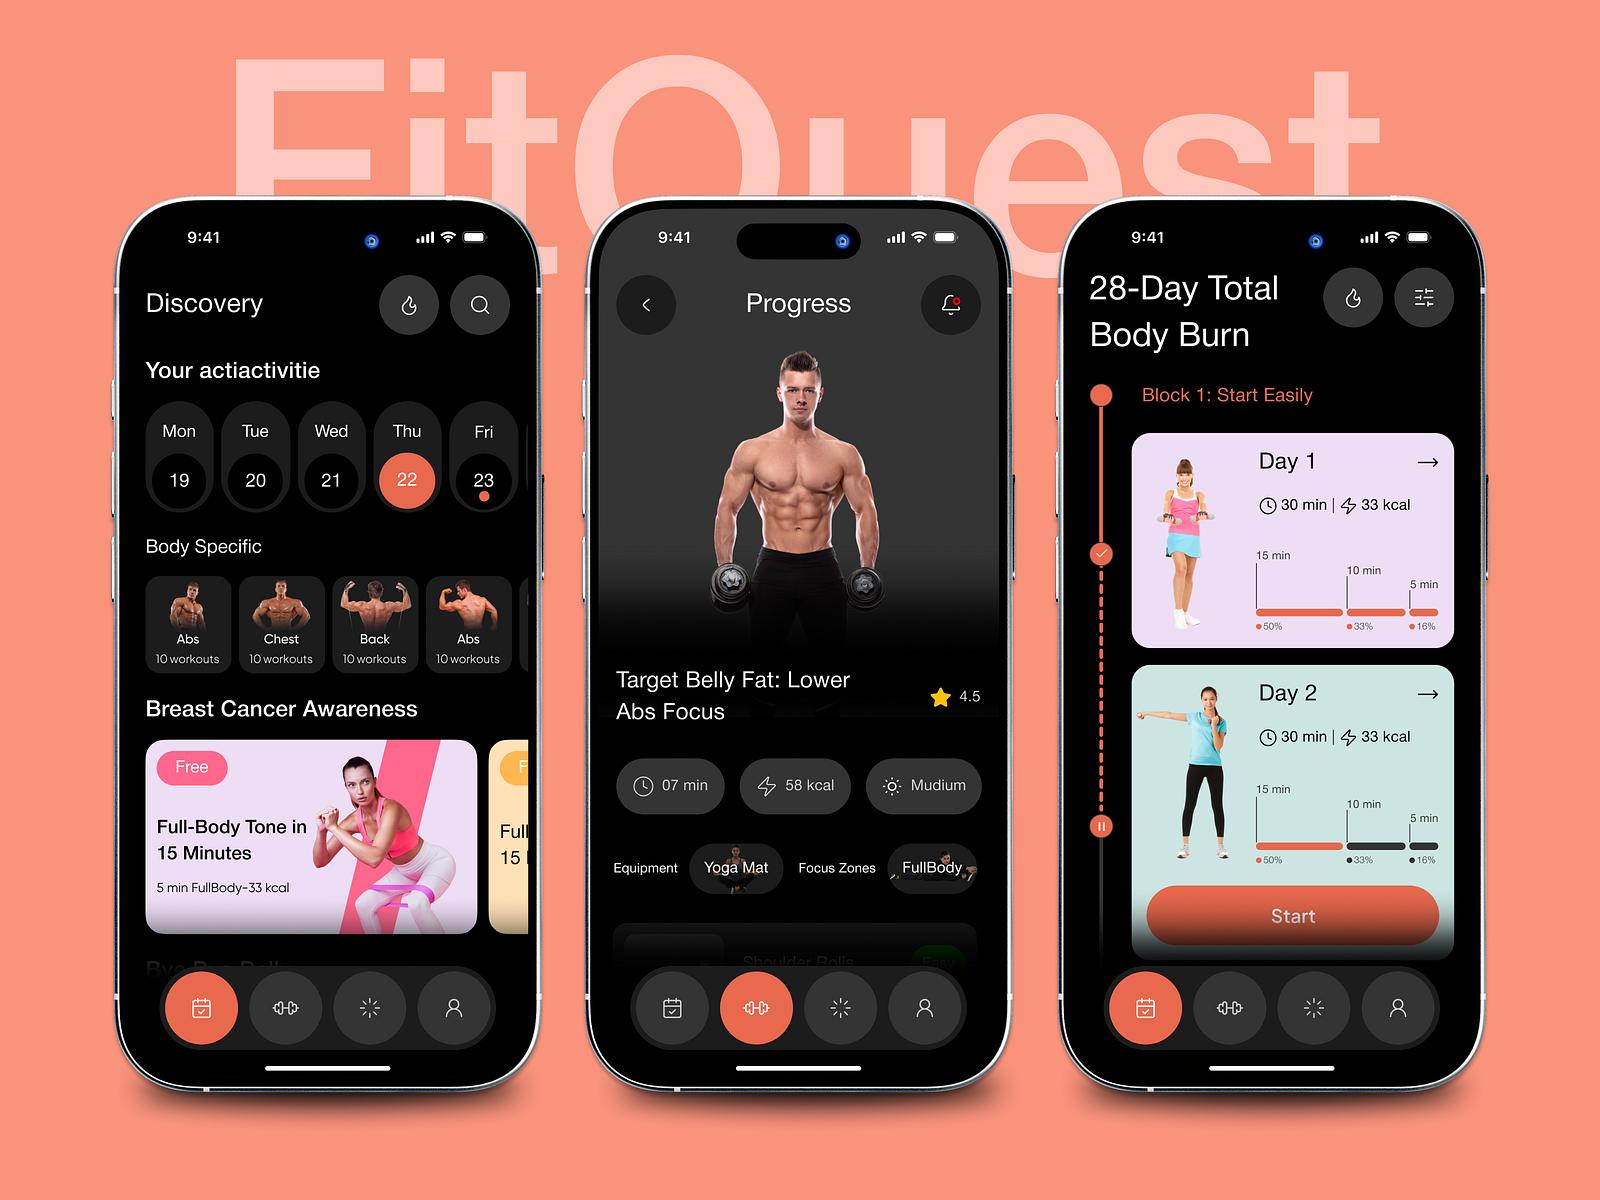 FitQuest
9:41
Discovery
Your actiactivitie
Mon
Tue
Wed
Thu
Fri
19
20
21
22
23
Body Specific
Abs
10 workouts
Chest
10 workouts
Back
10 workouts
Abs
10 workouts
Breast Cancer Awareness
Free
Full-Body Tone in
15 Minutes
5 min FullBody-33 kcal
F
Full
15
9:41
Progress
Target Belly Fat: Lower
Abs Focus
4.5
07 min
58 kcal
Mudium
Equipment
Yoga Mat
Focus Zones
FullBody
Shoulder Rolls
Easy
9:41
28-Day Total
Body Burn
Block 1: Start Easily
Day 1
30 min | 33 kcal
15 min
10 min
5 min
50%
33%
16%
Day 2
30 min | 33 kcal
15 min
10 min
5 min
50%
33%
16%
Start